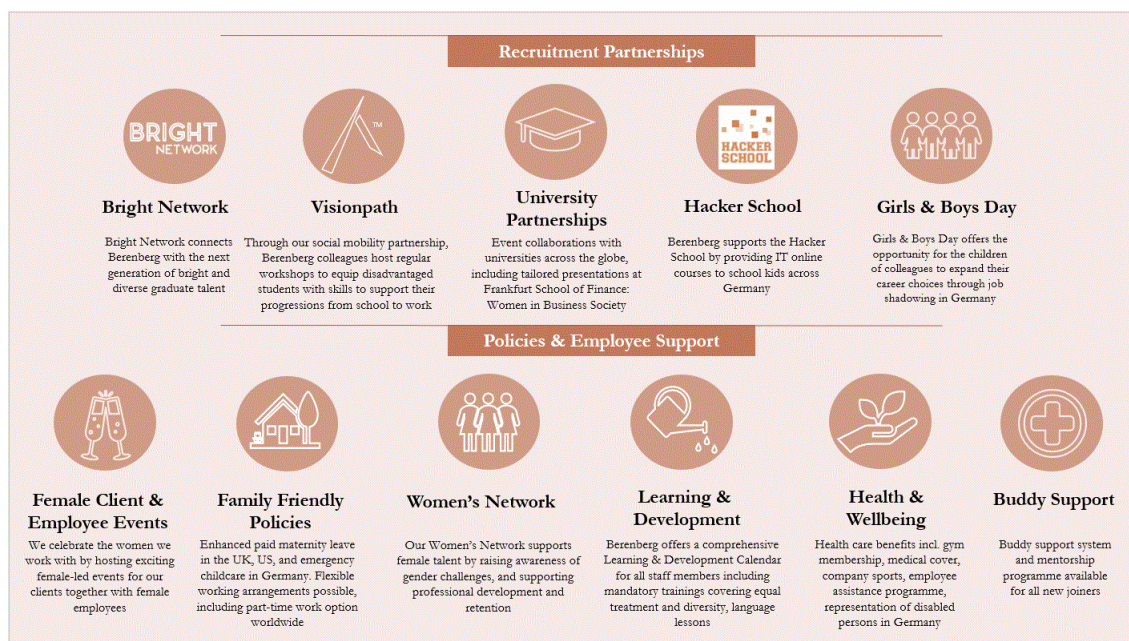 Recruitment Partnerships
BRIGHT
NETWORK
TM
HACKER
SCHOOL
Bright Network
Bright Network connects
Berenberg with the next
generation of bright and
diverse graduate talent
Visionpath
Through our social mobility partnership,
Berenberg colleagues host regular
workshops to equip disadvantaged
students with skills to support their
progressions from school to work
University
Partnerships
Event collaborations with
universities across the globe,
including tailored presentations at
Frankfurt School of Finance:
Women in Business Society
Hacker School
Berenberg supports the Hacker
School by providing IT online
courses to school kids across
Germany
Girls & Boys Day
Girls & Boys Day offers the
opportunity for the children
of colleagues to expand their
career choices through job
shadowing in Germany
Policies & Employee Support
Female Client &
Employee Events
We celebrate the women we
work with by hosting exciting
female-led events for our
clients together with female
employees
Family Friendly
Policies
Enhanced paid maternity leave
in the UK, US, and emergency
childcare in Germany. Flexible
working arrangements possible,
including part-time work option
worldwide
Women's Network
Our Women's Network supports
female talent by raising awareness of
gender challenges, and supporting
professional development and
retention
Learning &
Development
Berenberg offers a comprehensive
Learning & Development Calendar
for all staff members including
mandatory trainings covering equal
treatment and diversity, language
lessons
Health &
Wellbeing
Health care benefits incl. gym
membership, medical cover,
company sports, employee
assistance programme,
representation of disabled
persons in Germany
Buddy Support
Buddy support system
and mentorship
programme available
for all new joiners